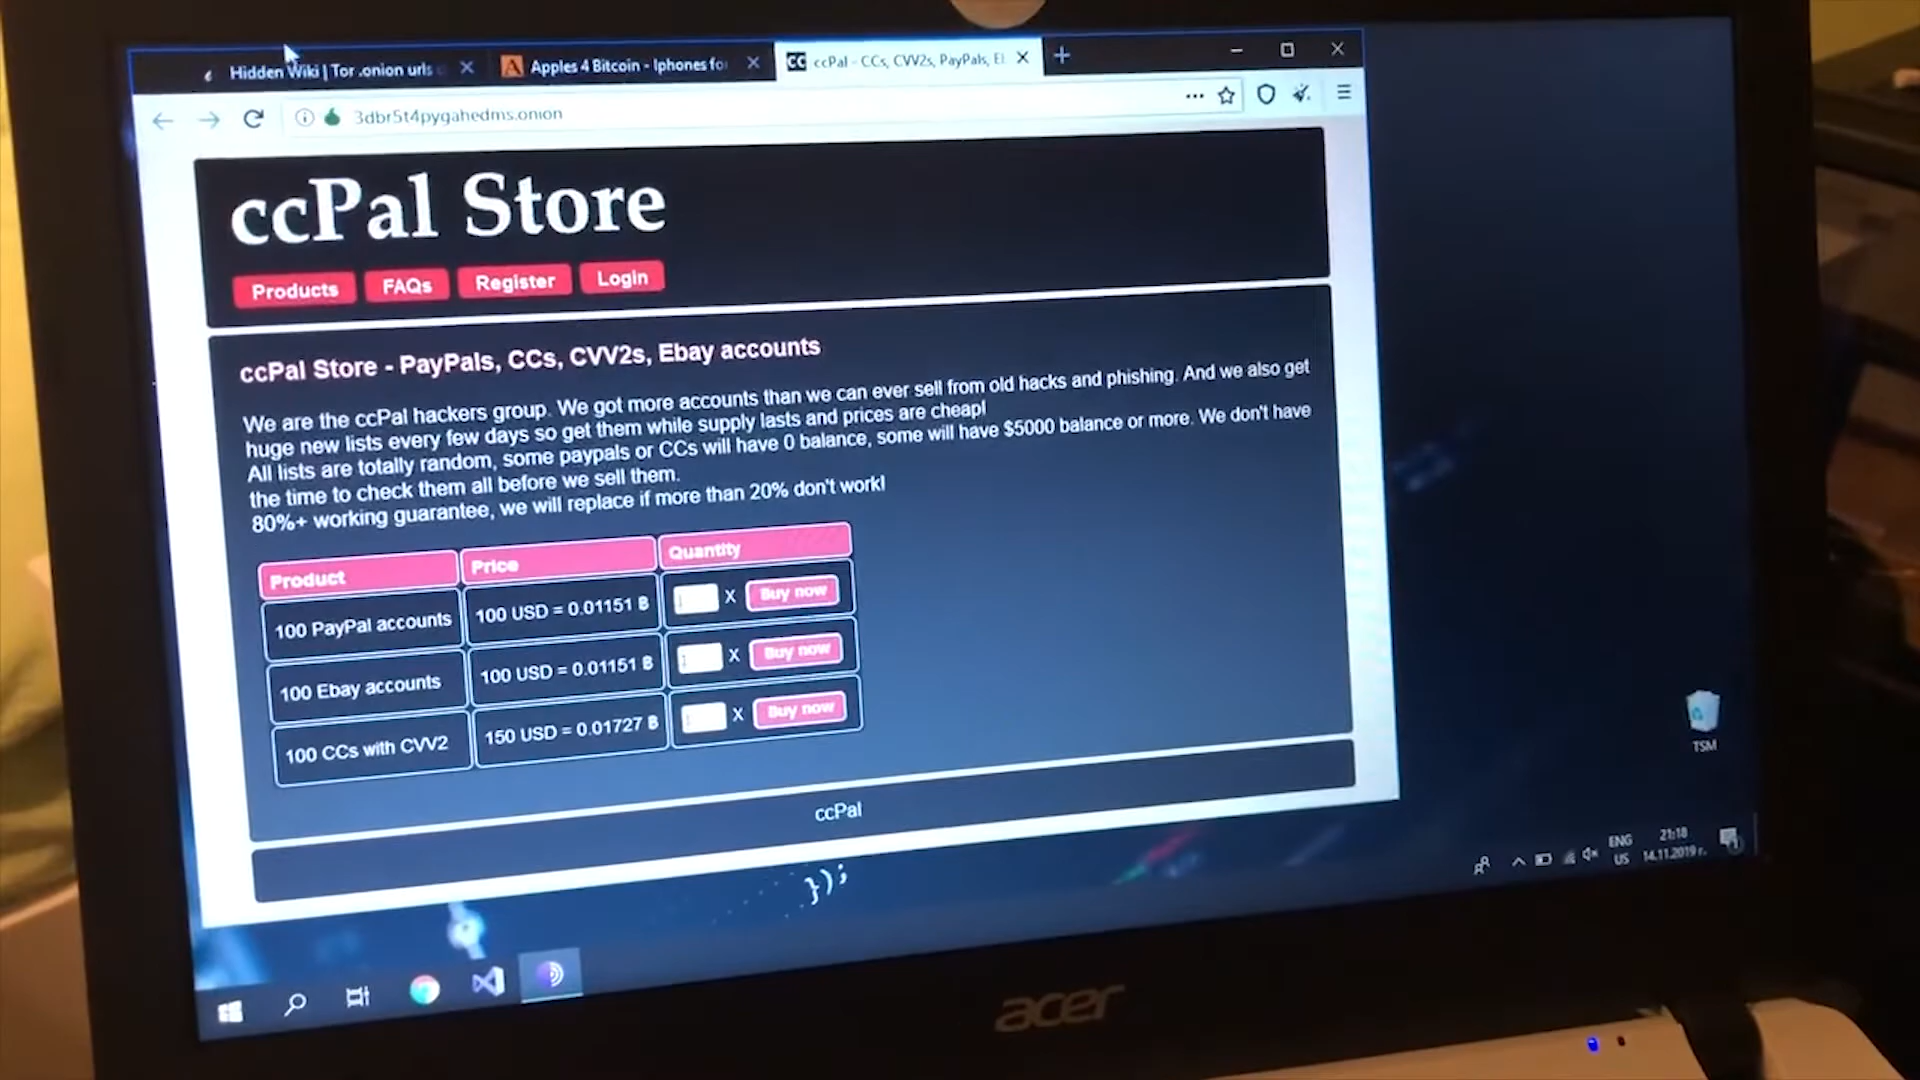 Hidden Wiki | Tor .onion urls
Apples 4 Bitcoin - Iphones fo
CC ccPal - CCs, CVV2s, PayPals, E
3dbr5t4pygahedms.onion
ccPal Store
Products FAQs Register Login
ccPal Store - PayPals, CCs, CVV2s, Ebay accounts
We are the ccPal hackers group. We got more accounts than we can ever sell from old hacks and phishing. And we also get
huge new lists every few days so get them while supply lasts and prices are cheap!
All lists are totally random, some paypals or CCs will have 0 balance, some will have $5000 balance or more. We don't have
the time to check them all before we sell them.
80%+ working guarantee, we will replace if more than 20% don't work!
Product Price Quantity
100 PayPal accounts 100 USD = 0.01151 ฿ X Buy now
100 Ebay accounts 100 USD = 0.01151 ฿ X Buy now
100 CCs with CVV2 150 USD = 0.01727 ฿ X Buy now
ccPal
});
TSM
ENG
US
21:18
14.11.2019 г.
acer